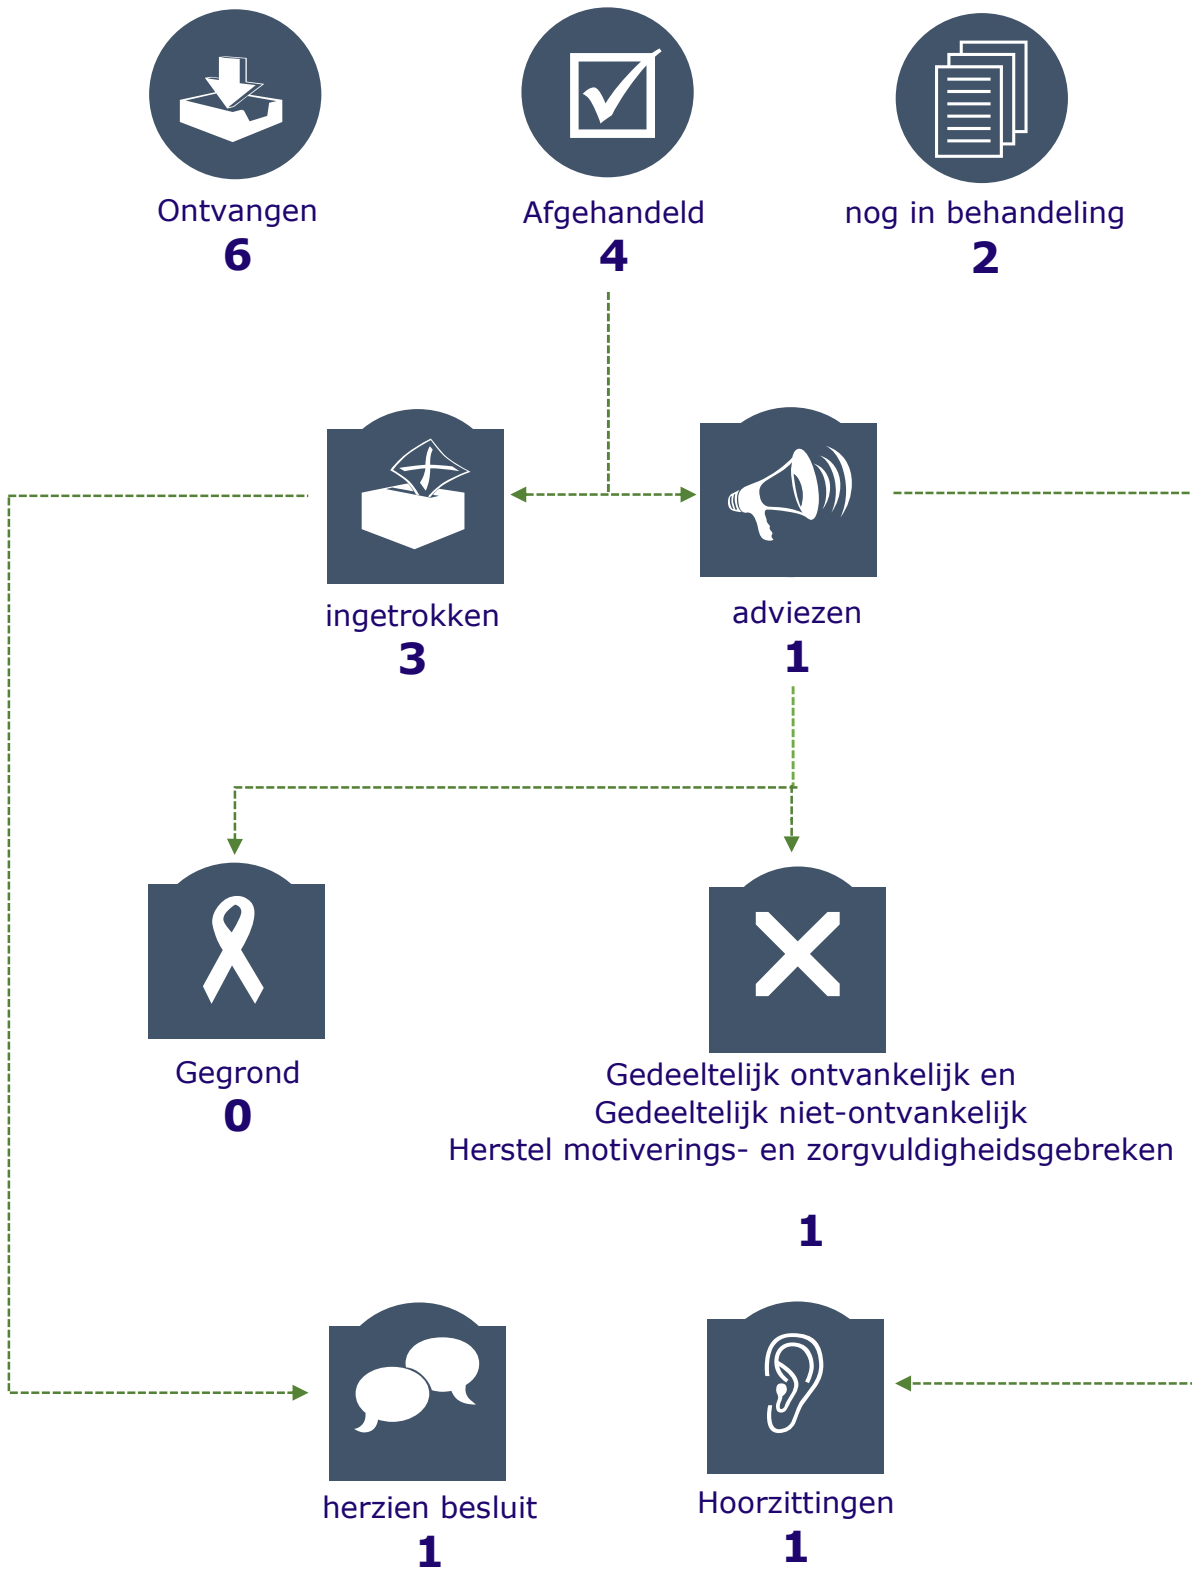 Ontvangen
6
Afgehandeld
4
nog in behandeling
2
ingetrokken
3
adviezen
1
Gegrond
0
Gedeeltelijk ontvankelijk en
Gedeeltelijk niet-ontvankelijk
Herstel motiverings- en zorgvuldigheidsgebreken
1
herzien besluit
1
Hoorzittingen
1